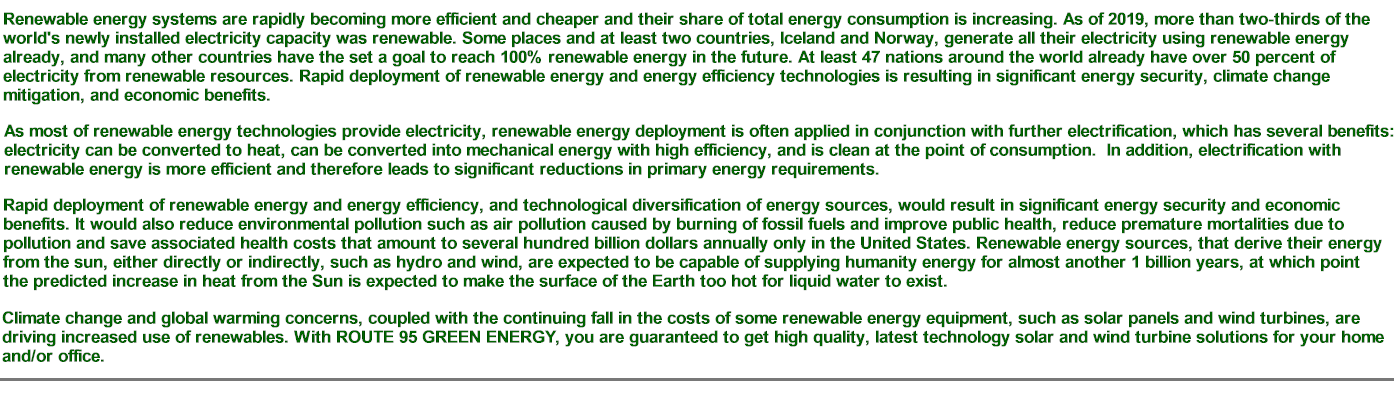 Renewable energy systems are rapidly becoming more efficient and cheaper and their share of total energy consumption is increasing. As of 2019, more than two-thirds of the
world's newly installed electricity capacity was renewable. Some places and at least two countries, Iceland and Norway, generate all their electricity using renewable energy
already, and many other countries have the set a goal to reach 100% renewable energy in the future. At least 47 nations around the world already have over 50 percent of
electricity from renewable resources. Rapid deployment of renewable energy and energy efficiency technologies is resulting in significant energy security, climate change
mitigation, and economic benefits.
As most of renewable energy technologies provide electricity, renewable energy deployment is often applied in conjunction with further electrification, which has several benefits:
electricity can be converted to heat, can be converted into mechanical energy with high efficiency, and is clean at the point of consumption.  In addition, electrification with
renewable energy is more efficient and therefore leads to significant reductions in primary energy requirements.
Rapid deployment of renewable energy and energy efficiency, and technological diversification of energy sources, would result in significant energy security and economic
benefits. It would also reduce environmental pollution such as air pollution caused by burning of fossil fuels and improve public health, reduce premature mortalities due to
pollution and save associated health costs that amount to several hundred billion dollars annually only in the United States. Renewable energy sources, that derive their energy
from the sun, either directly or indirectly, such as hydro and wind, are expected to be capable of supplying humanity energy for almost another 1 billion years, at which point
the predicted increase in heat from the Sun is expected to make the surface of the Earth too hot for liquid water to exist.
Climate change and global warming concerns, coupled with the continuing fall in the costs of some renewable energy equipment, such as solar panels and wind turbines, are
driving increased use of renewables. With ROUTE 95 GREEN ENERGY, you are guaranteed to get high quality, latest technology solar and wind turbine solutions for your home
and/or office.